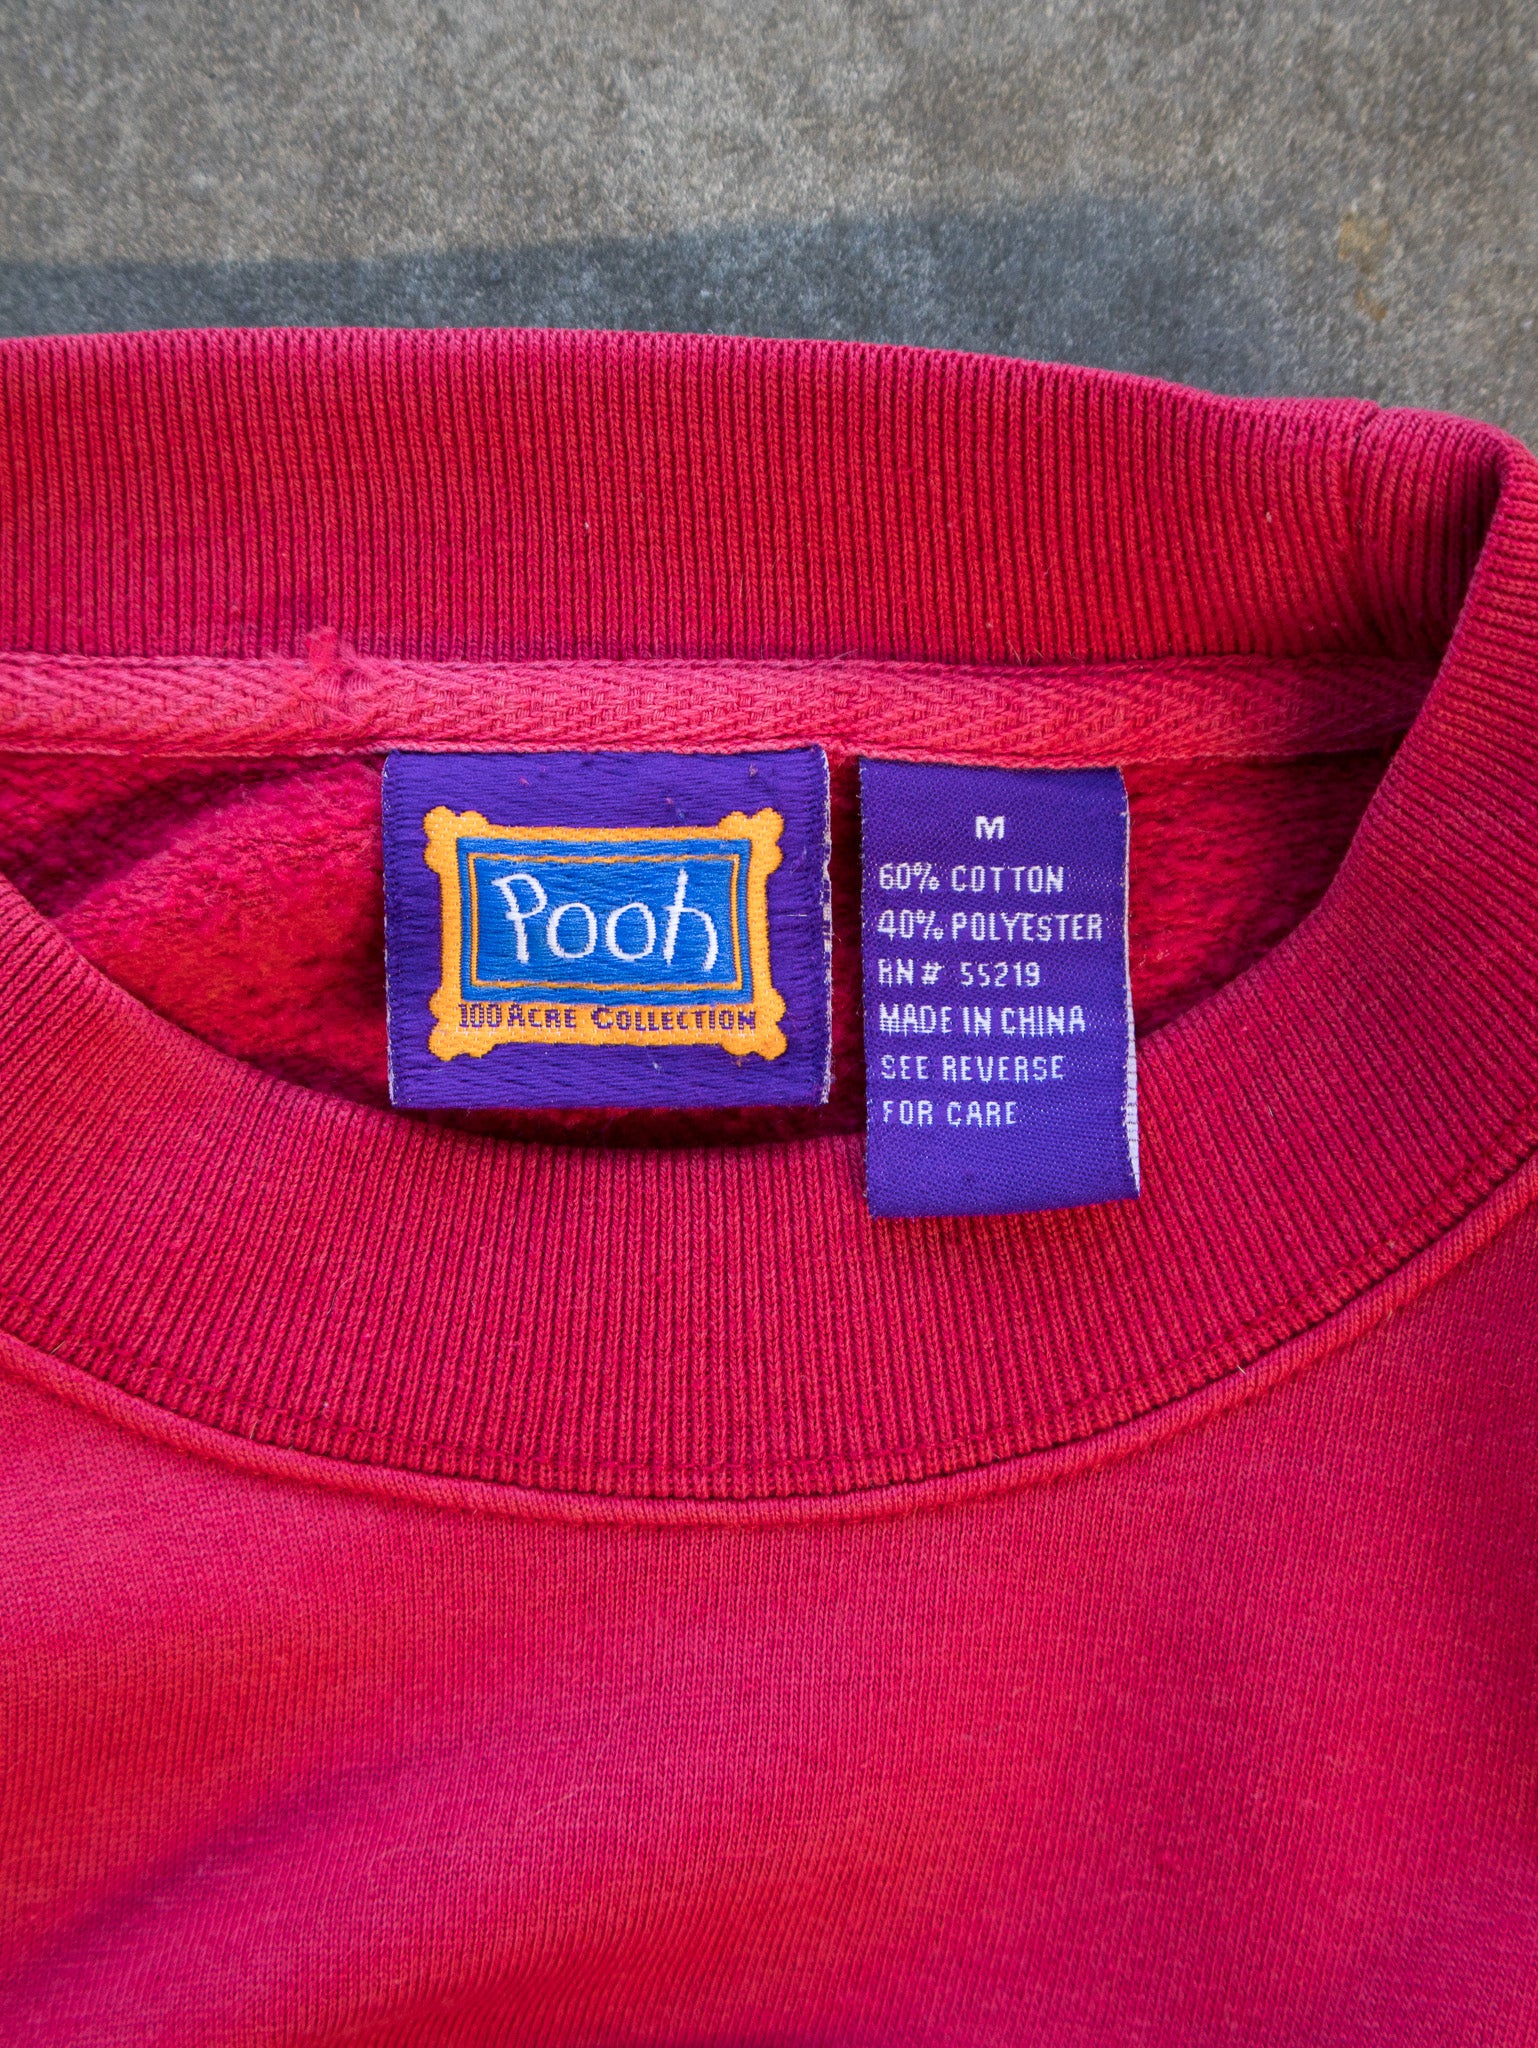 Pooh
100 ACRE COLLECTION
M
60% COTTON
40% POLYESTER
RN# 55219
MADE IN CHINA
SEE REVERSE
FOR CARE